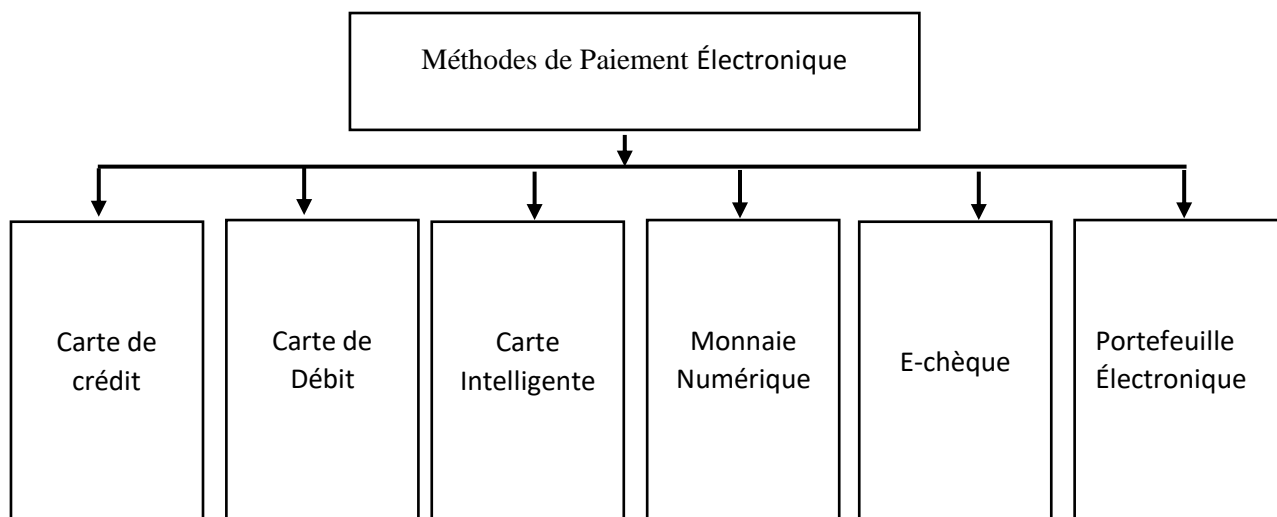 Méthodes de Paiement Électronique
Carte de
crédit
Carte de
Débit
Carte
Intelligente
Monnaie
Numérique
E-chèque
Portefeuille
Électronique